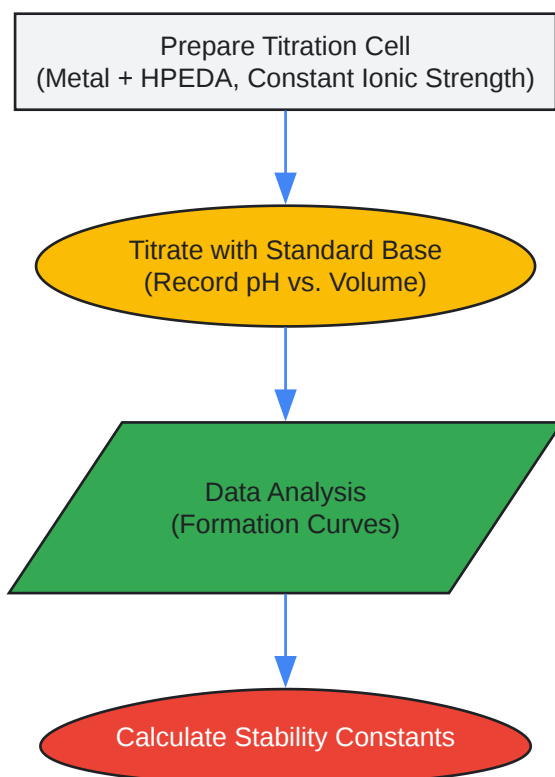 Prepare Titration Cell
(Metal + HPEDA, Constant Ionic Strength)
Titrate with Standard Base
(Record pH vs. Volume)
Data Analysis
(Formation Curves)
Calculate Stability Constants